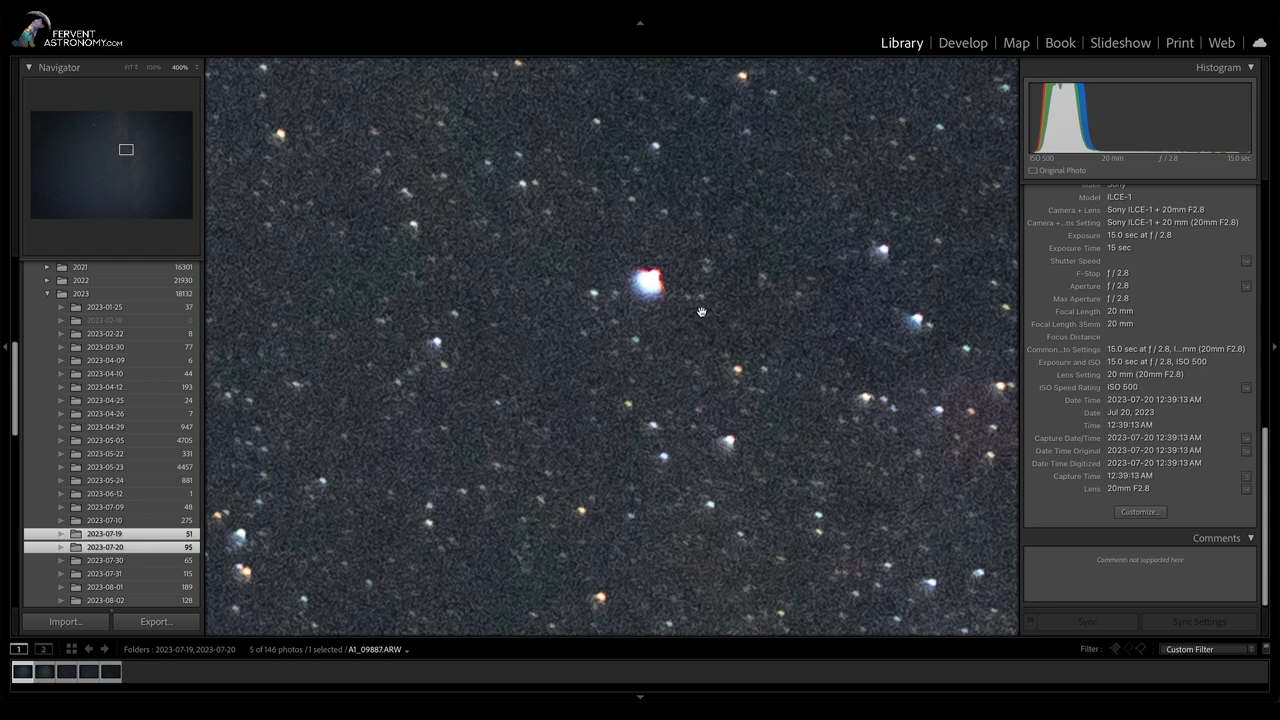 FERVENT
ASTRONOMY.COM
Library | Develop | Map | Book | Slideshow | Print | Web
Navigator FIT 100% 400%
2021 16301
2022 21930
2023 18132
2023-01-25 37
2023-02-22 8
2023-03-30 77
2023-04-09 6
2023-04-10 44
2023-04-12 193
2023-04-25 24
2023-04-26 7
2023-04-29 947
2023-05-05 4705
2023-05-22 331
2023-05-23 4457
2023-05-24 881
2023-06-12 1
2023-07-09 48
2023-07-10 275
2023-07-19 51
2023-07-20 95
2023-07-30 65
2023-07-31 115
2023-08-01 189
2023-08-02 128
Import... Export...
Histogram
ISO 500 20 mm ƒ / 2.8 15.0 sec
Original Photo
Make Sony
Model ILCE-1
Camera + Lens Sony ILCE-1 + 20mm F2.8
Camera +...ns Setting Sony ILCE-1 + 20 mm (20mm F2.8)
Exposure 15.0 sec at ƒ / 2.8
Exposure Time 15 sec
Shutter Speed
F-Stop ƒ / 2.8
Aperture ƒ / 2.8
Max Aperture ƒ / 2.8
Focal Length 20 mm
Focal Length 35mm 20 mm
Focus Distance
Common...to Settings 15.0 sec at ƒ / 2.8, I...mm (20mm F2.8)
Exposure and ISO 15.0 sec at ƒ / 2.8, ISO 500
Lens Setting 20 mm (20mm F2.8)
ISO Speed Rating ISO 500
Date Time 2023-07-20 12:39:13 AM
Date Jul 20, 2023
Time 12:39:13 AM
Capture Date/Time 2023-07-20 12:39:13 AM
Date Time Original 2023-07-20 12:39:13 AM
Date Time Digitized 2023-07-20 12:39:13 AM
Capture Time 12:39:13 AM
Lens 20mm F2.8
Customize...
Comments
Comments not supported here
Sync Sync Settings
1 2 Folders : 2023-07-19, 2023-07-20 5 of 146 photos / 1 selected / A1_09887.ARW Filter : Custom Filter